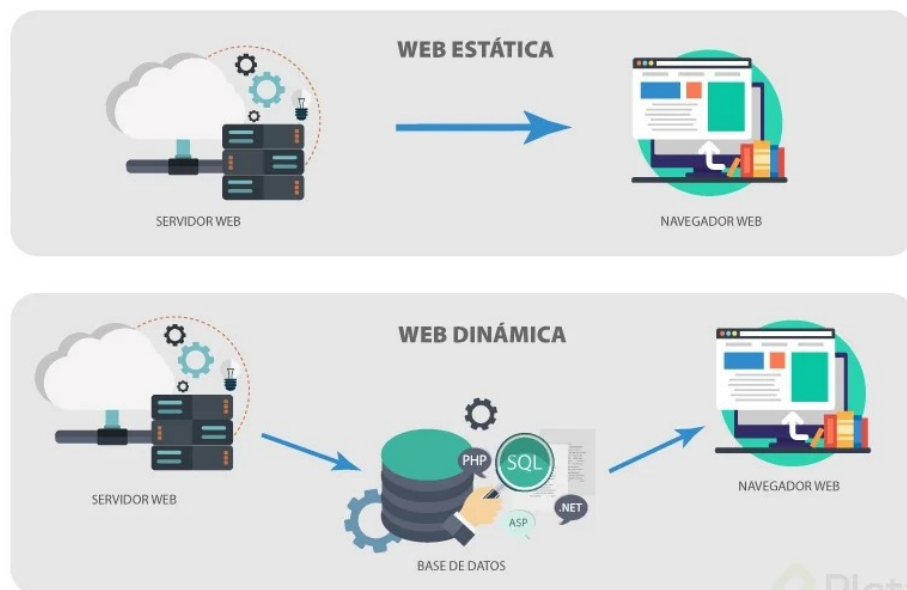 WEB ESTÁTICA
SERVIDOR WEB
NAVEGADOR WEB
WEB DINÁMICA
PHP
SQL
.NET
ASP
SERVIDOR WEB
NAVEGADOR WEB
BASE DE DATOS